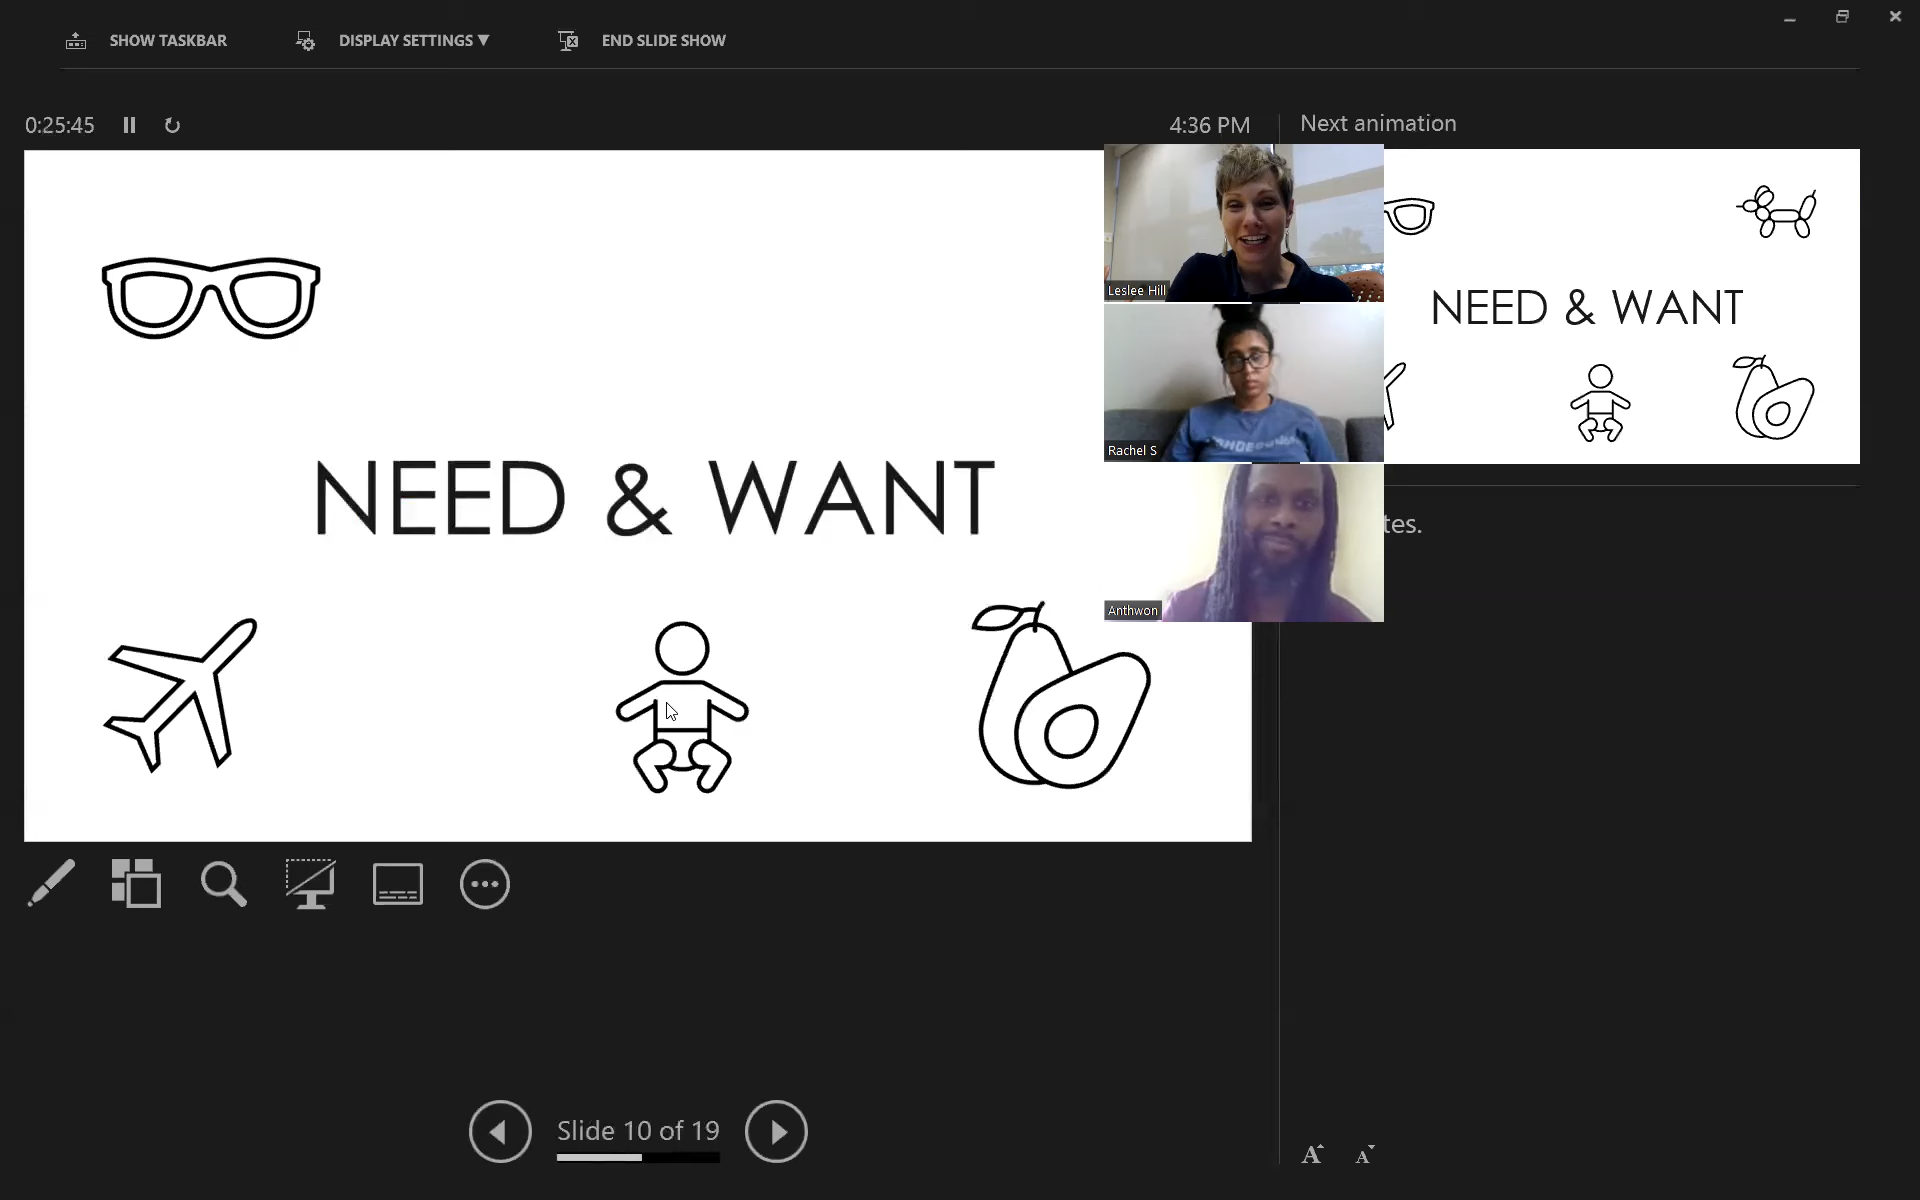 SHOW TASKBAR
DISPLAY SETTINGS ▼
END SLIDE SHOW
0:25:45
4:36 PM
Next animation
NEED & WANT
Leslee Hill
Rachel S
Anthwon
NEED & WANT
tes.
Slide 10 of 19
A A